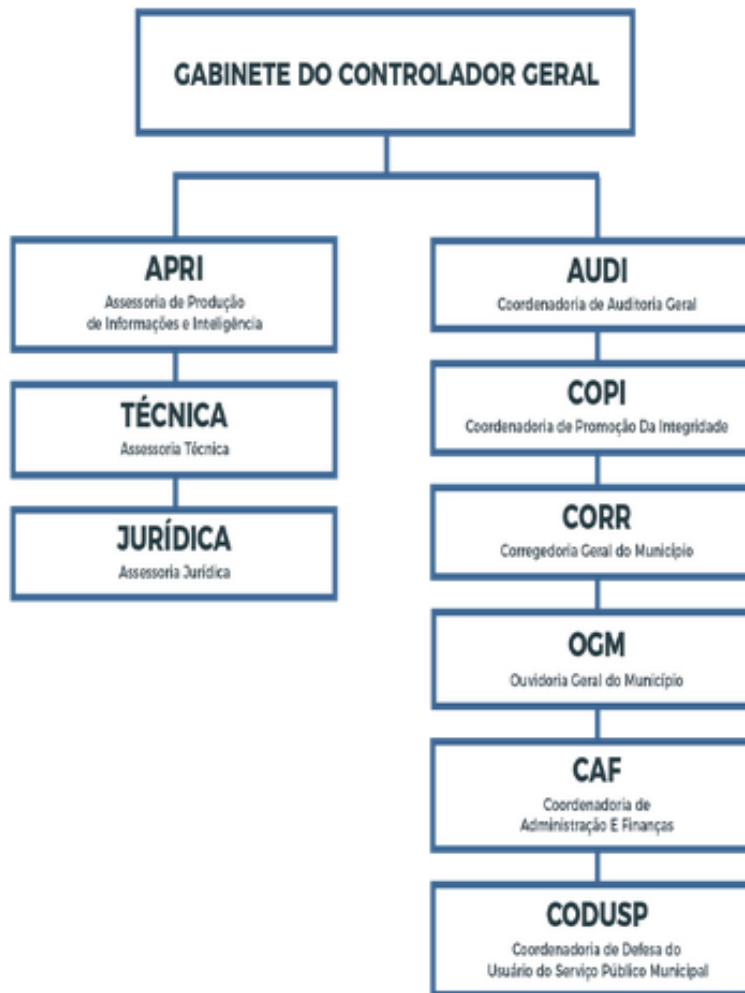 GABINETE DO CONTROLADOR GERAL
APRI
Assessoria de Produção
de Informações e Inteligência
TÉCNICA
Assessoria Técnica
JURÍDICA
Assessoria Jurídica
AUDI
Coordenadoria de Auditoria Geral
COPI
Coordenadoria de Promoção Da Integridade
CORR
Corregedoria Geral do Município
OGM
Ouvidoria Geral do Município
CAF
Coordenadoria de
Administração E Finanças
CODUSP
Coordenadoria de Defesa do
Usuário do Serviço Público Municipal